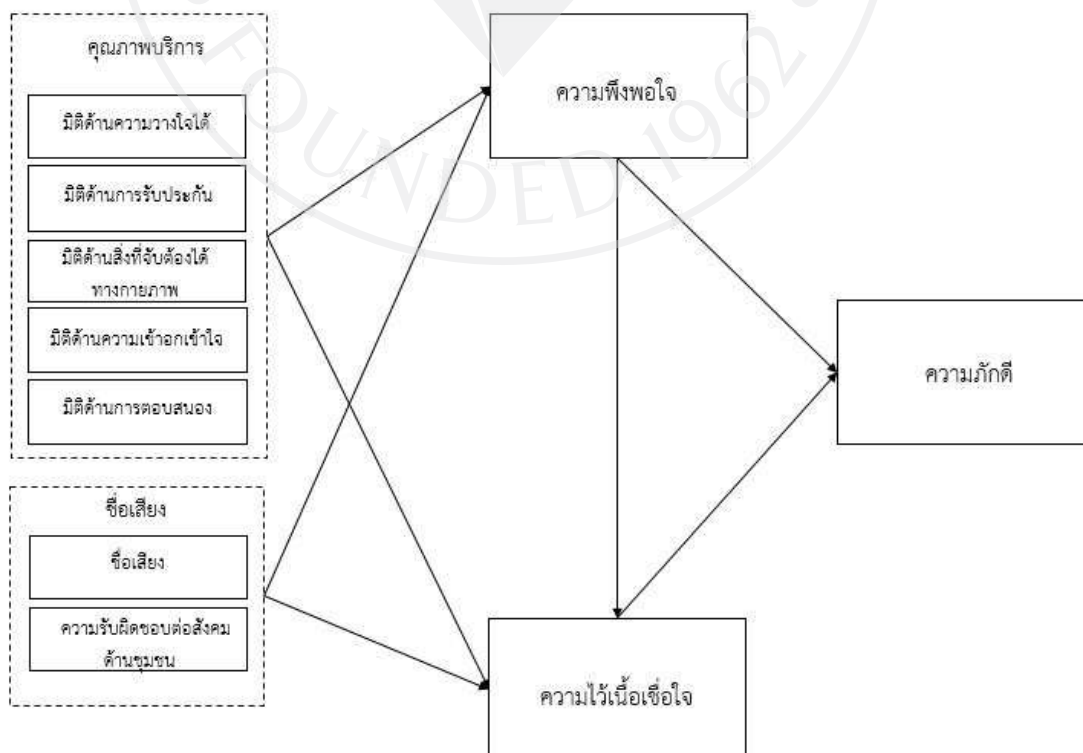 คุณภาพบริการ
มิติด้านความวางใจได้
มิติด้านการรับประกัน
มิติด้านสิ่งที่จับต้องได้
ทางกายภาพ
มิติด้านความเข้าอกเข้าใจ
มิติด้านการตอบสนอง
ชื่อเสียง
ชื่อเสียง
ความรับผิดชอบต่อสังคม
ด้านชุมชน
ความพึงพอใจ
ความไว้เนื้อเชื่อใจ
ความภักดี
FOUNDED 1962